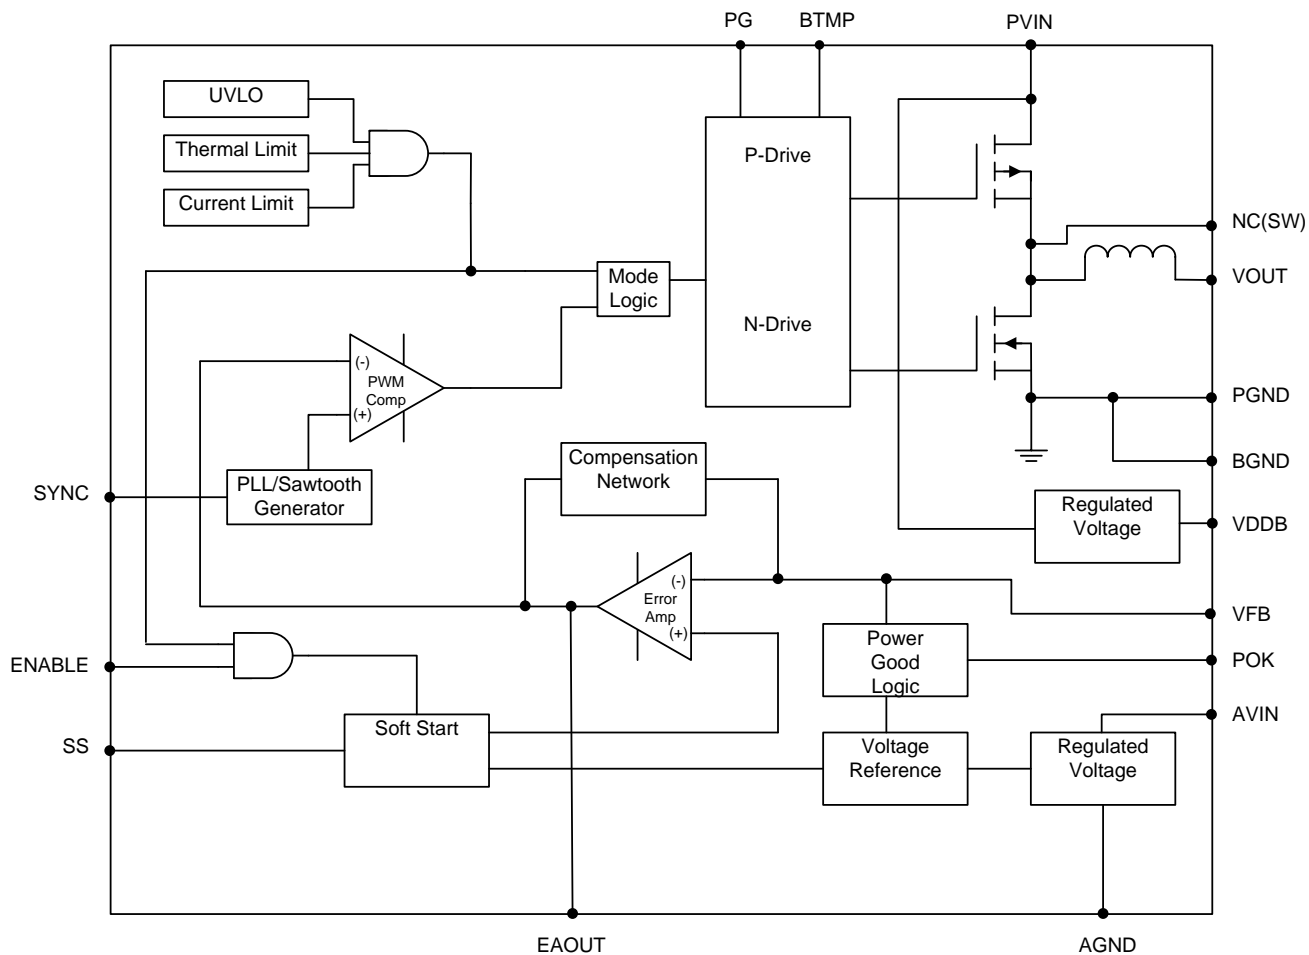 PG
BTMP
PVIN
UVLO
Thermal Limit
Current Limit
P-Drive
N-Drive
Mode
Logic
NC(SW)
VOUT
(-)
PWM
Comp
(+)
PGND
BGND
SYNC
PLL/Sawtooth
Generator
Compensation
Network
Regulated
Voltage
VDDB
(-)
Error
Amp
(+)
VFB
Power
Good
Logic
POK
ENABLE
AVIN
SS
Soft Start
Voltage
Reference
Regulated
Voltage
EAOUT
AGND